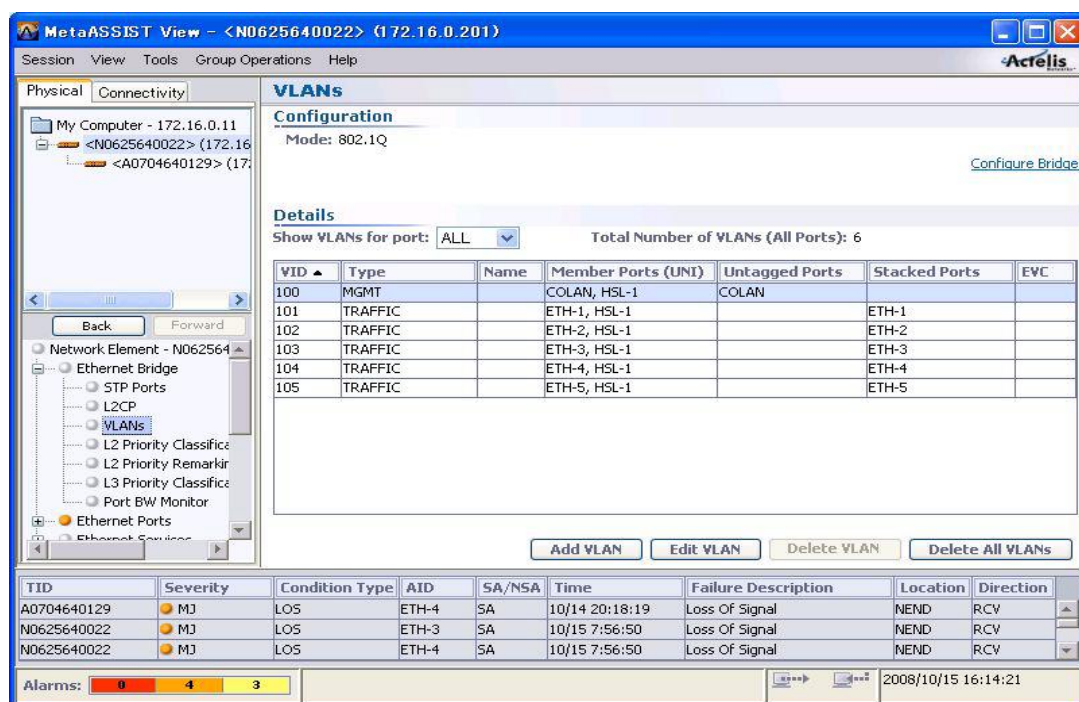 MetaASSIST View - <N0625640022> (172.16.0.201)
Session View Tools Group Operations Help
Actelis
Physical Connectivity
My Computer - 172.16.0.11
<N0625640022> (172.16
<A0704640129> (17
Back Forward
Network Element - N062564
Ethernet Bridge
STP Ports
L2CP
VLANs
L2 Priority Classifica
L2 Priority Remarkin
L3 Priority Classifica
Port BW Monitor
Ethernet Ports
Ethernet Services
VLANs
Configuration
Mode: 802.1Q
Configure Bridge
Details
Show VLANs for port: ALL Total Number of VLANs (All Ports): 6
VID Type Name Member Ports (UNI) Untagged Ports Stacked Ports EVC
100 MGMT COLAN, HSL-1 COLAN
101 TRAFFIC ETH-1, HSL-1 ETH-1
102 TRAFFIC ETH-2, HSL-1 ETH-2
103 TRAFFIC ETH-3, HSL-1 ETH-3
104 TRAFFIC ETH-4, HSL-1 ETH-4
105 TRAFFIC ETH-5, HSL-1 ETH-5
Add VLAN Edit VLAN Delete VLAN Delete All VLANs
TID Severity Condition Type AID SA/NSA Time Failure Description Location Direction
A0704640129 MJ LOS ETH-4 SA 10/14 20:18:19 Loss Of Signal NEND RCV
N0625640022 MJ LOS ETH-3 SA 10/15 7:56:50 Loss Of Signal NEND RCV
N0625640022 MJ LOS ETH-4 SA 10/15 7:56:50 Loss Of Signal NEND RCV
Alarms: 0 4 3 2008/10/15 16:14:21